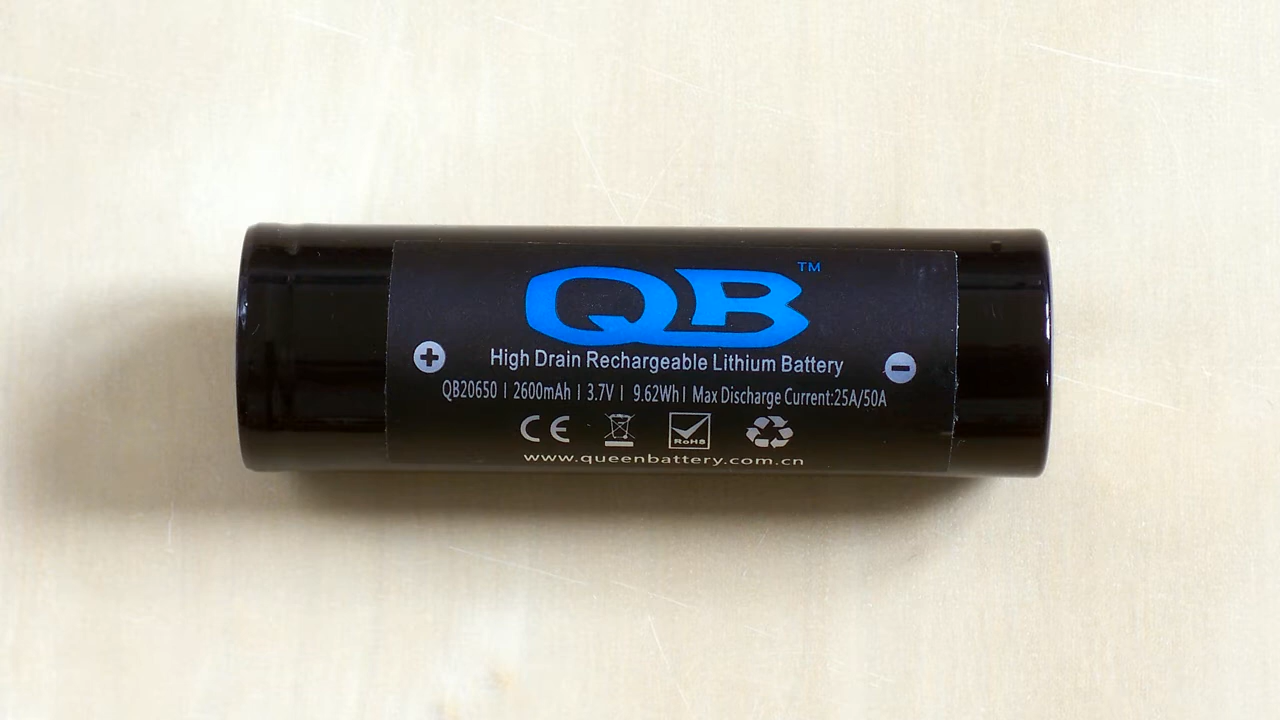 QB™
+
High Drain Rechargeable Lithium Battery
-
QB20650 | 2600mAh | 3.7V | 9.62Wh | Max Discharge Current:25A/50A
CE RoHS
www.queenbattery.com.cn